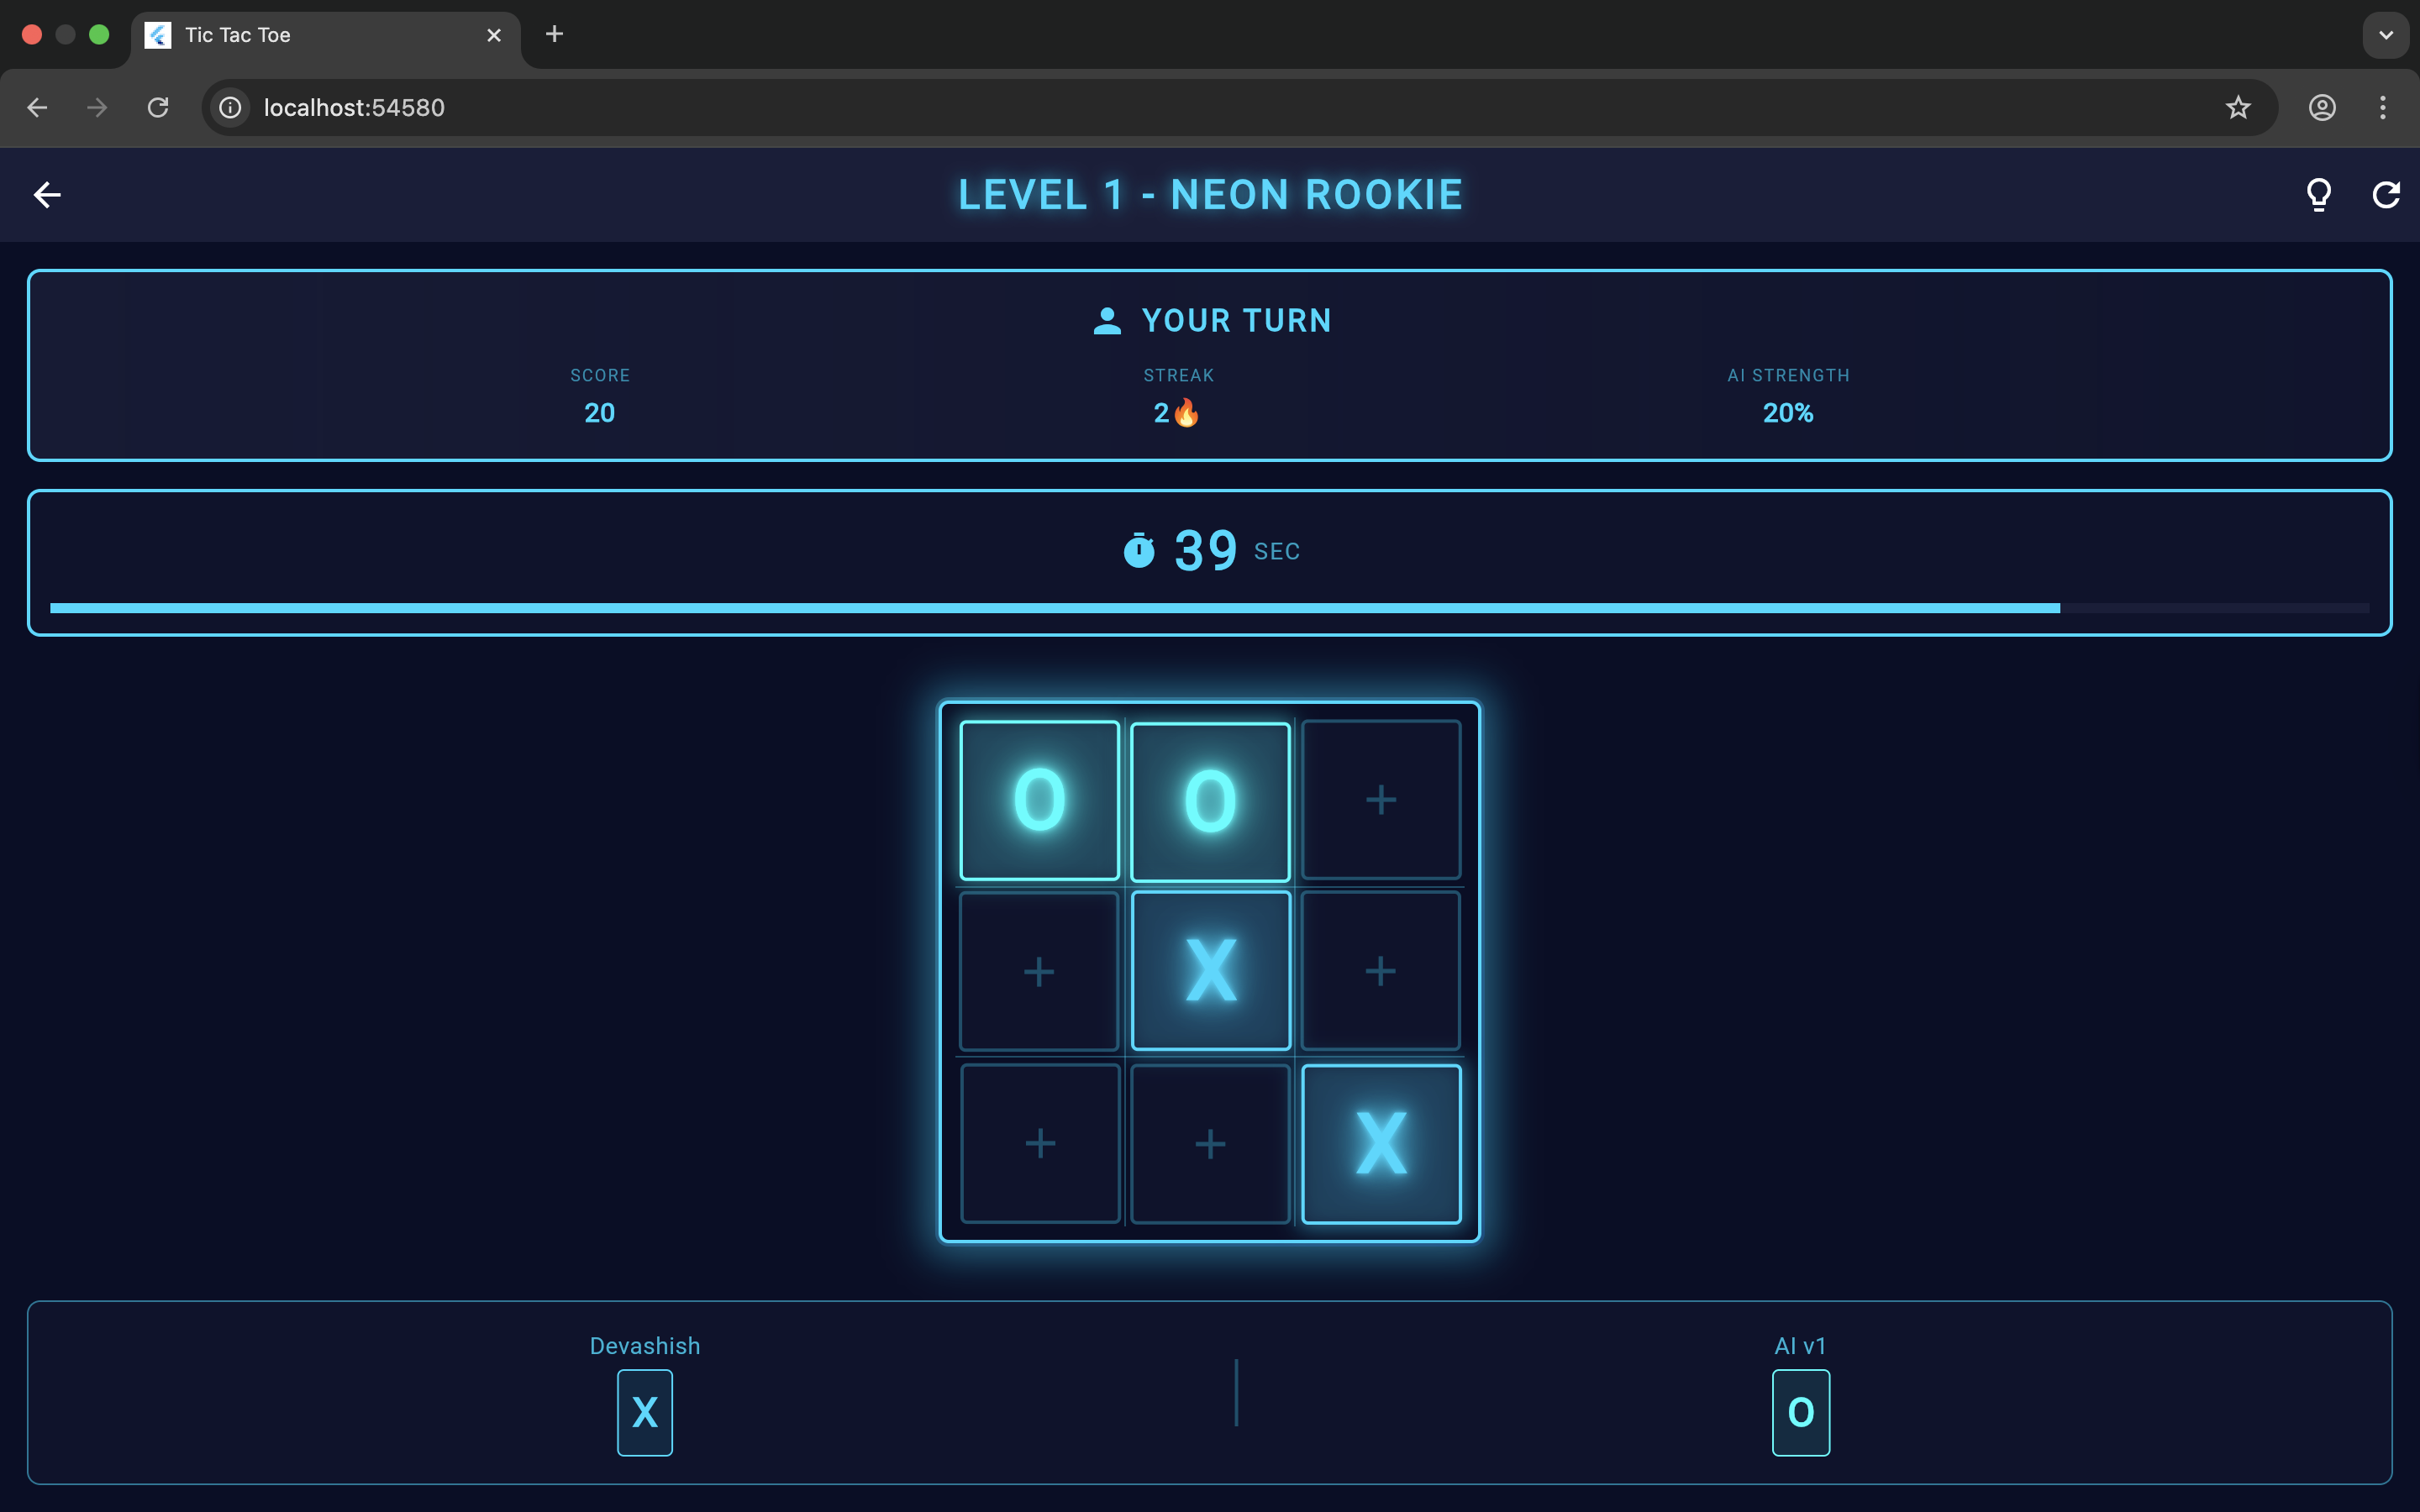 Tic Tac Toe
localhost:54580
LEVEL 1 - NEON ROOKIE
YOUR TURN
SCORE STREAK AI STRENGTH
20 2🔥 20%
39 SEC
O O +
+ X +
+ + X
Devashish AI v1
X O